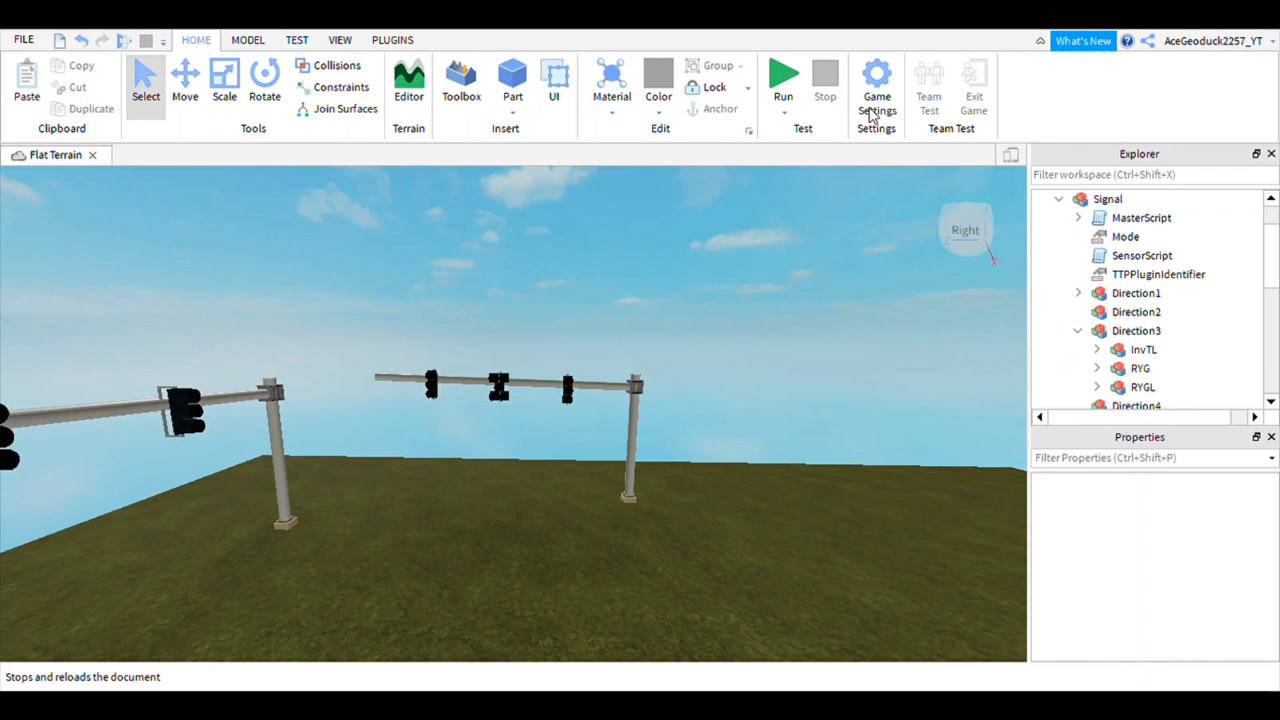 FILE HOME MODEL TEST VIEW PLUGINS What's New AceGeoduck2257_YT
Paste Copy Cut Duplicate
Clipboard
Select Move Scale Rotate Collisions Constraints Join Surfaces
Tools
Editor
Terrain
Toolbox Part UI
Insert
Material Color Group Lock Anchor
Edit
Run Stop
Test
Game Settings
Settings
Team Test Exit Game
Team Test
Flat Terrain
Right
X
Explorer
Filter workspace (Ctrl+Shift+X)
Signal
MasterScript
Mode
SensorScript
TTPPluginIdentifier
Direction1
Direction2
Direction3
InvTL
RYG
RYGL
Direction4
Properties
Filter Properties (Ctrl+Shift+P)
Stops and reloads the document